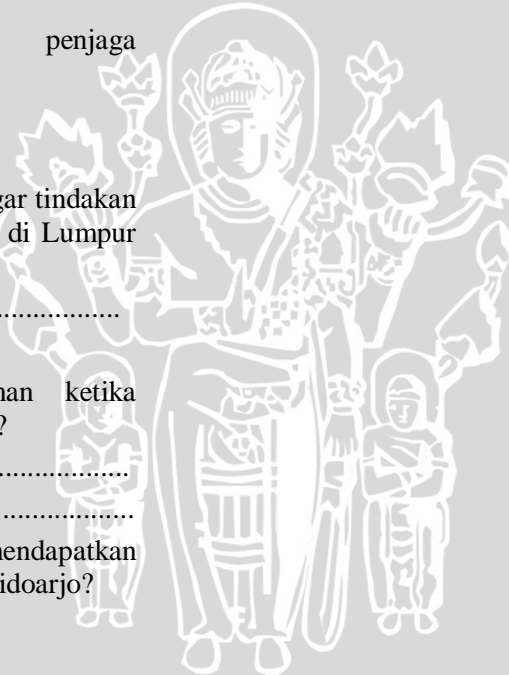 penjaga
gar tindakan
di Lumpur
..................
nan ketika
?
....................
....................
nendapatkan
idoarjo?